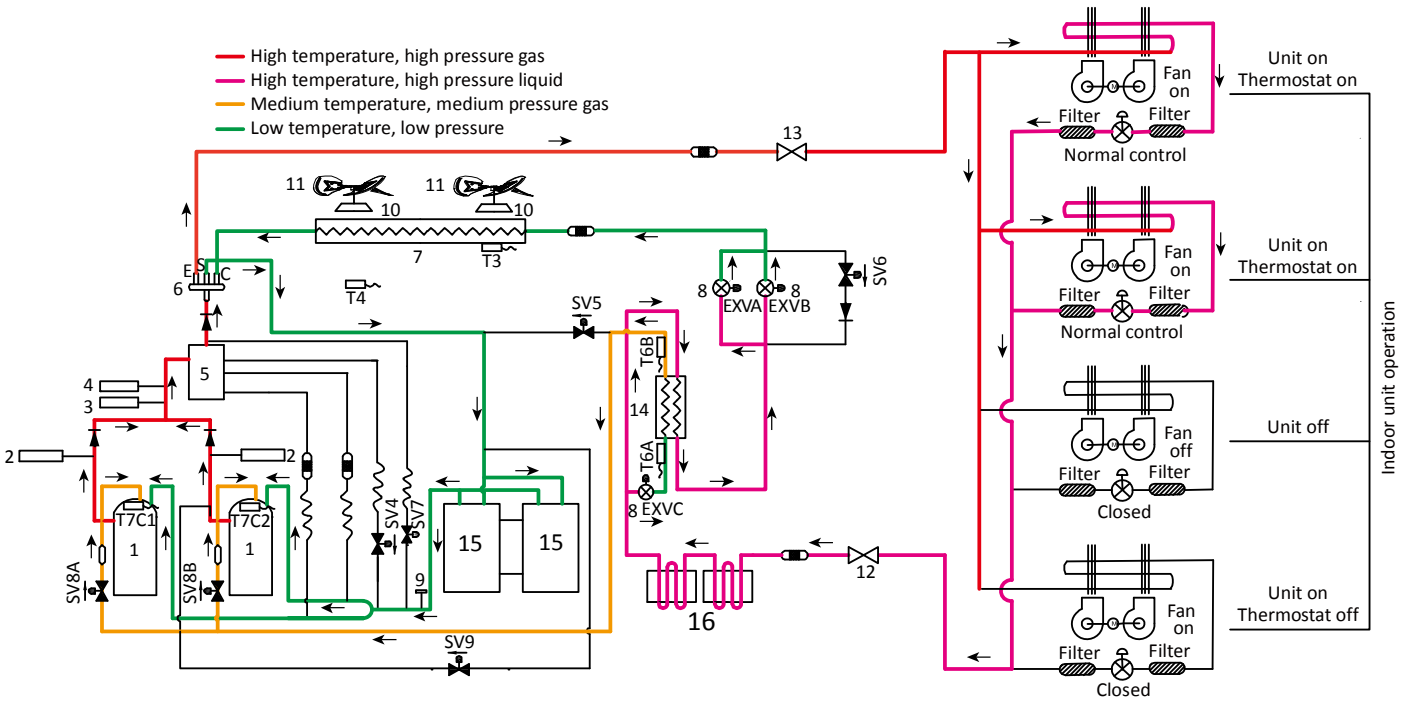 High temperature, high pressure gas
High temperature, high pressure liquid
Medium temperature, medium pressure gas
Low temperature, low pressure
13
11
11
10
10
7
T3
E
S
C
6
T4
SV5
8
EXVA
8
EXVB
SV6
T6B
14
T6A
8
EXVC
5
4
3
2
2
T7C1
T7C2
1
1
SV8A
SV8B
SV4
SV7
9
15
15
SV9
16
12
M
Fan
on
Filter
Filter
Normal control
Unit on
Thermostat on
M
Fan
on
Filter
Filter
Normal control
Unit on
Thermostat on
M
Fan
off
Filter
Filter
Closed
Unit off
M
Fan
on
Filter
Filter
Closed
Unit on
Thermostat off
Indoor unit operation